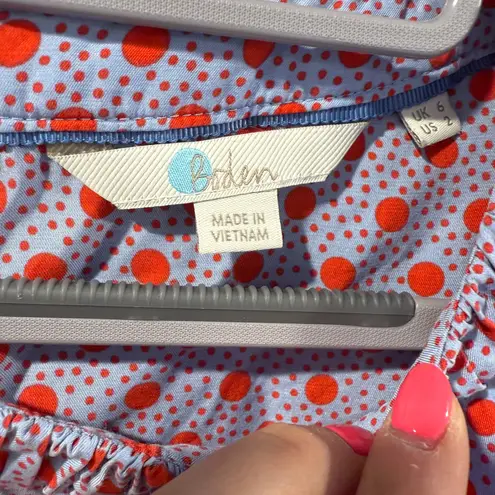 Boden
MADE IN
VIETNAM
UK 6
US 2